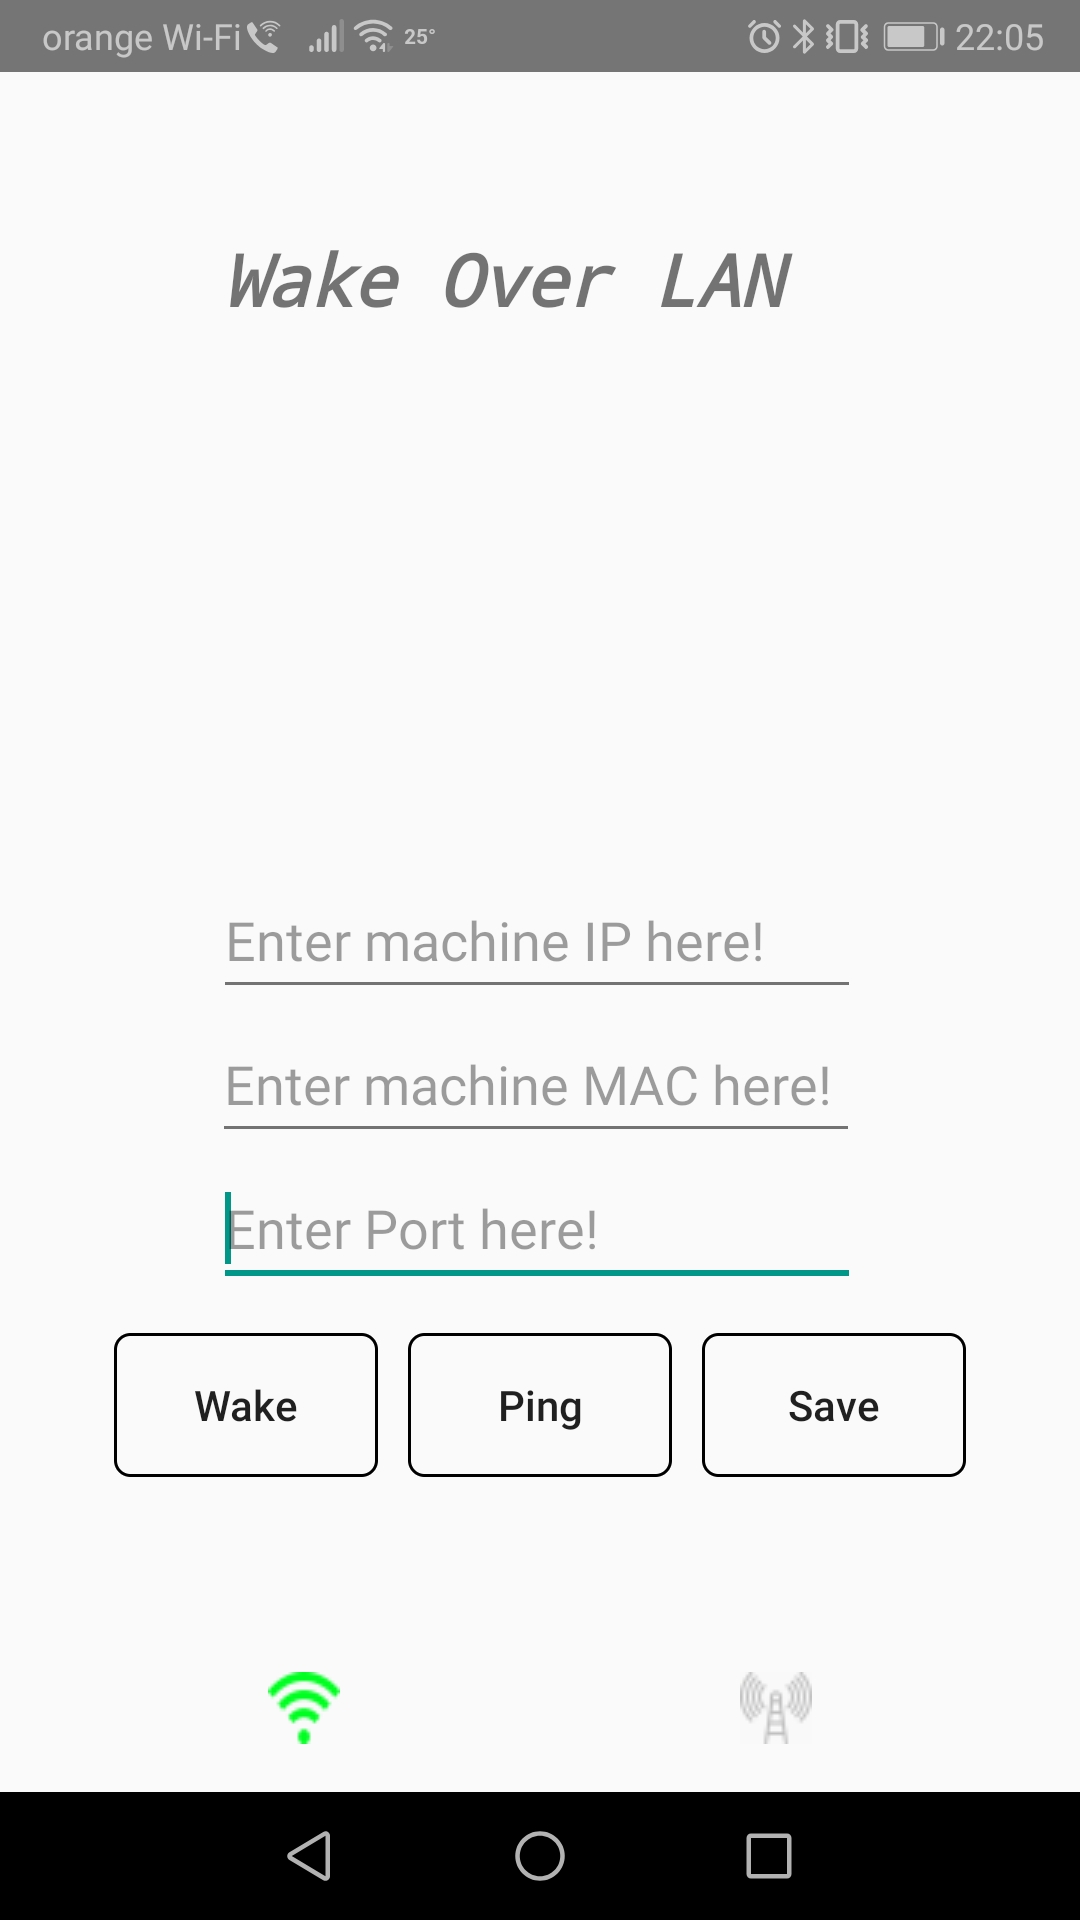 orange Wi-Fi 25° 22:05
Wake Over LAN
Enter machine IP here!
Enter machine MAC here!
Enter Port here!
Wake Ping Save